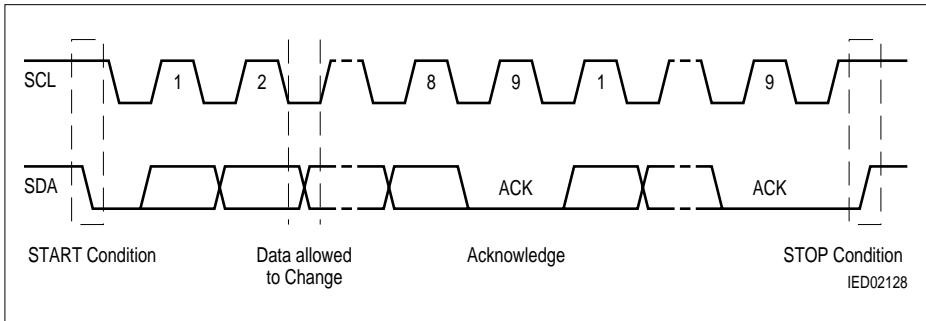 SCL
1 2 8 9 1 9
SDA
ACK ACK
START Condition
Data allowed
to Change
Acknowledge
STOP Condition
IED02128